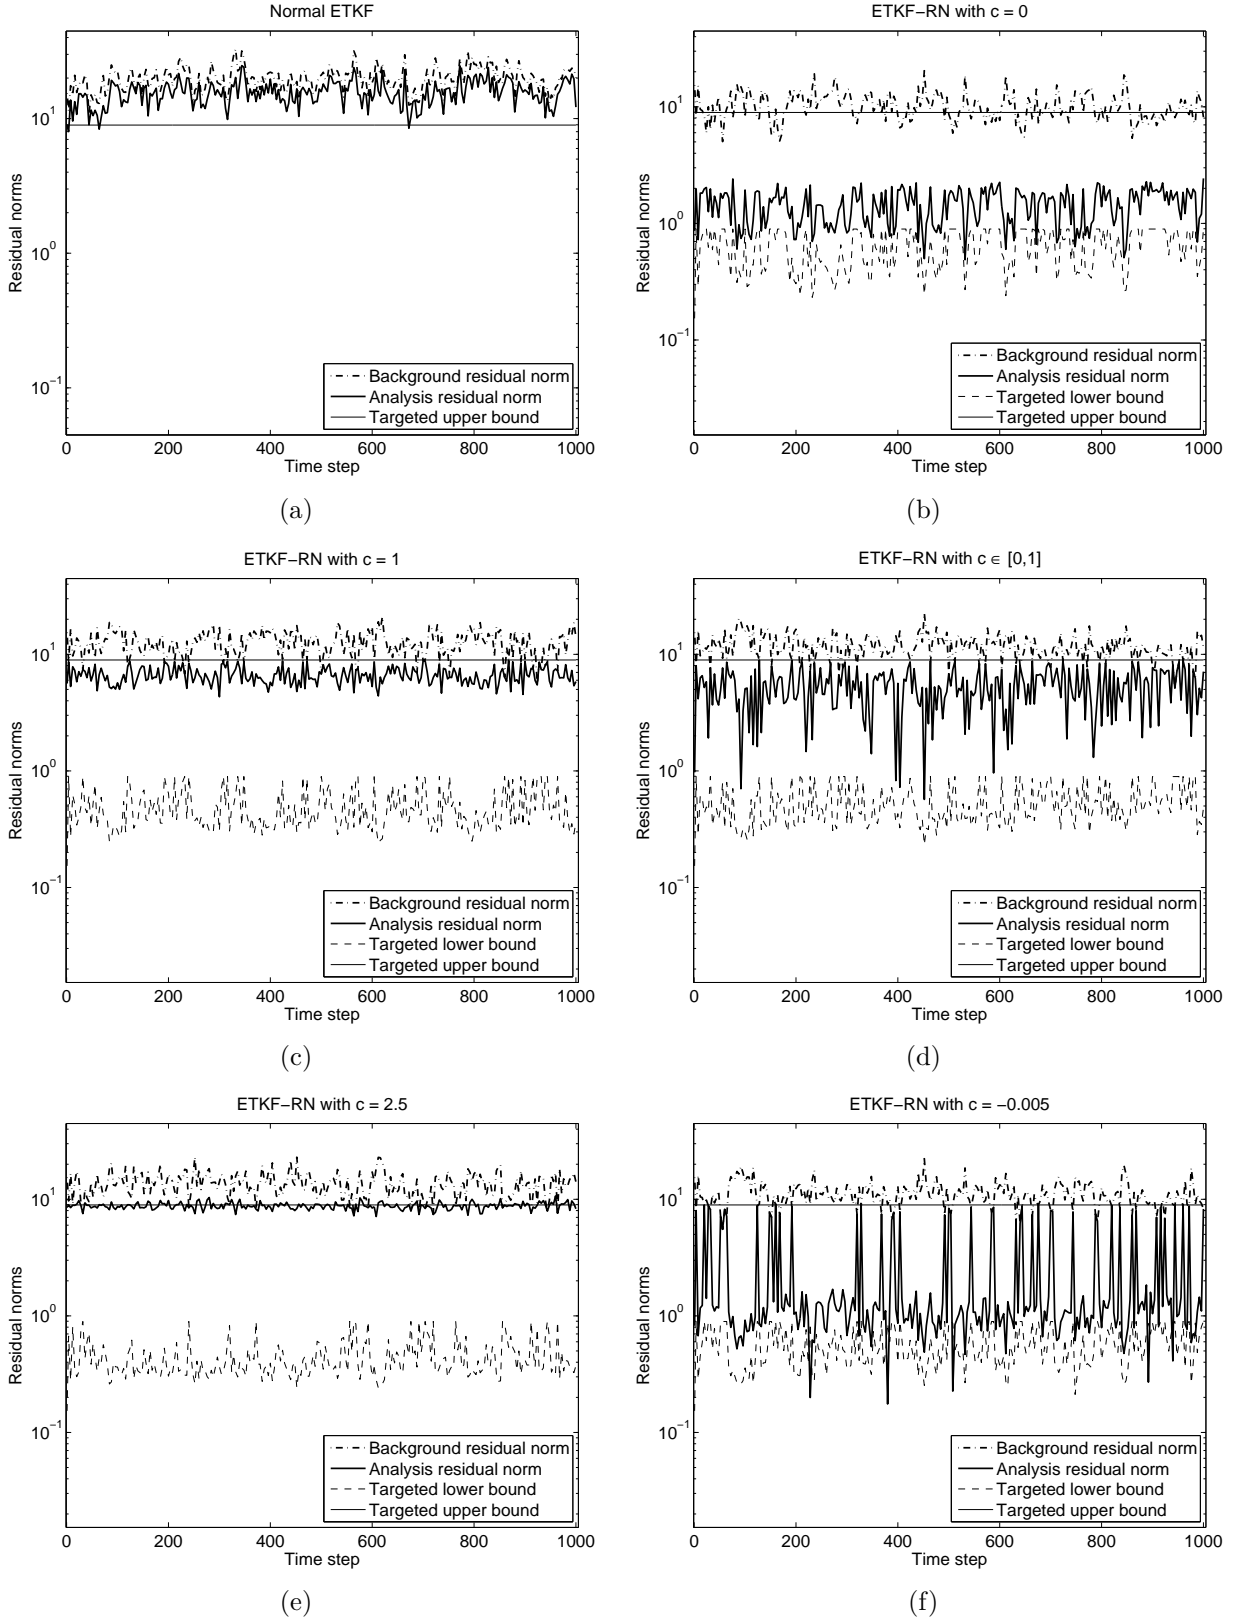 Normal ETKF
Residual norms
10^1
10^0
10^−1
Background residual norm
Analysis residual norm
Targeted upper bound
0 200 400 600 800 1000
Time step
(a)
ETKF−RN with c = 0
Residual norms
10^1
10^0
10^−1
Background residual norm
Analysis residual norm
Targeted lower bound
Targeted upper bound
0 200 400 600 800 1000
Time step
(b)
ETKF−RN with c = 1
Residual norms
10^1
10^0
10^−1
Background residual norm
Analysis residual norm
Targeted lower bound
Targeted upper bound
0 200 400 600 800 1000
Time step
(c)
ETKF−RN with c ∈ [0,1]
Residual norms
10^1
10^0
10^−1
Background residual norm
Analysis residual norm
Targeted lower bound
Targeted upper bound
0 200 400 600 800 1000
Time step
(d)
ETKF−RN with c = 2.5
Residual norms
10^1
10^0
10^−1
Background residual norm
Analysis residual norm
Targeted lower bound
Targeted upper bound
0 200 400 600 800 1000
Time step
(e)
ETKF−RN with c = −0.005
Residual norms
10^1
10^0
10^−1
Background residual norm
Analysis residual norm
Targeted lower bound
Targeted upper bound
0 200 400 600 800 1000
Time step
(f)